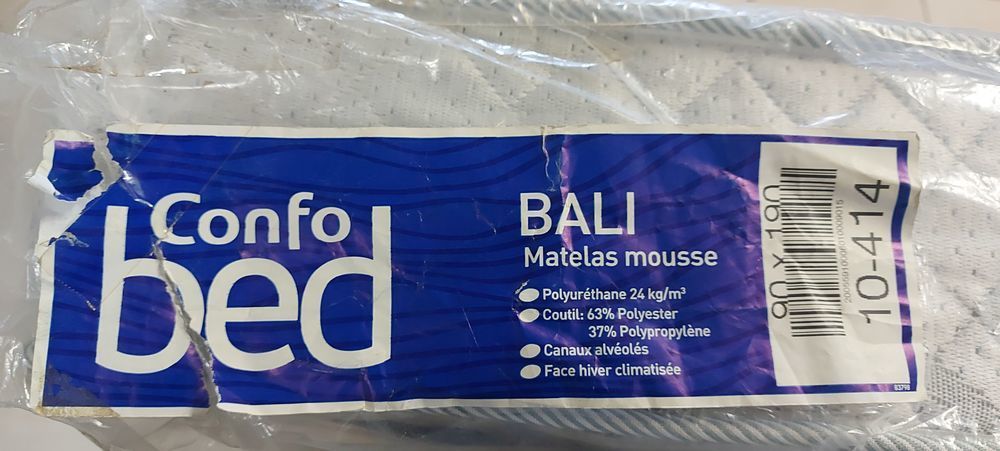 Confo
bed
BALI
Matelas mousse
Polyuréthane 24 kg/m³
Coutil: 63% Polyester
37% Polypropylène
Canaux alvéolés
Face hiver climatisée
90 X 190
10-414
83798